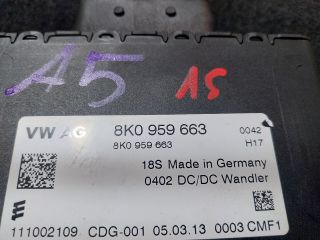 A5 15
VW AG 8K0 959 663 0042
8K0 959 663 H17
18S Made in Germany
0402 DC/DC Wandler
111002109 CDG-001 05.03.13 0003 CMF1